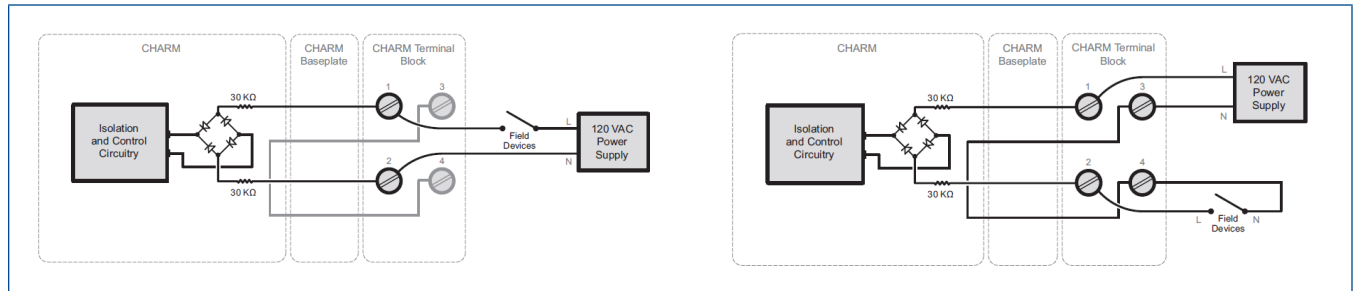 CHARM
CHARM
Baseplate
CHARM Terminal
Block
30 KΩ
1
3
Isolation
and Control
Circuitry
L
Field
Devices
120 VAC
Power
Supply
N
2
4
30 KΩ
CHARM
CHARM
Baseplate
CHARM Terminal
Block
L
120 VAC
Power
Supply
30 KΩ
1
3
N
Isolation
and Control
Circuitry
2
4
30 KΩ
L
Field
Devices
N